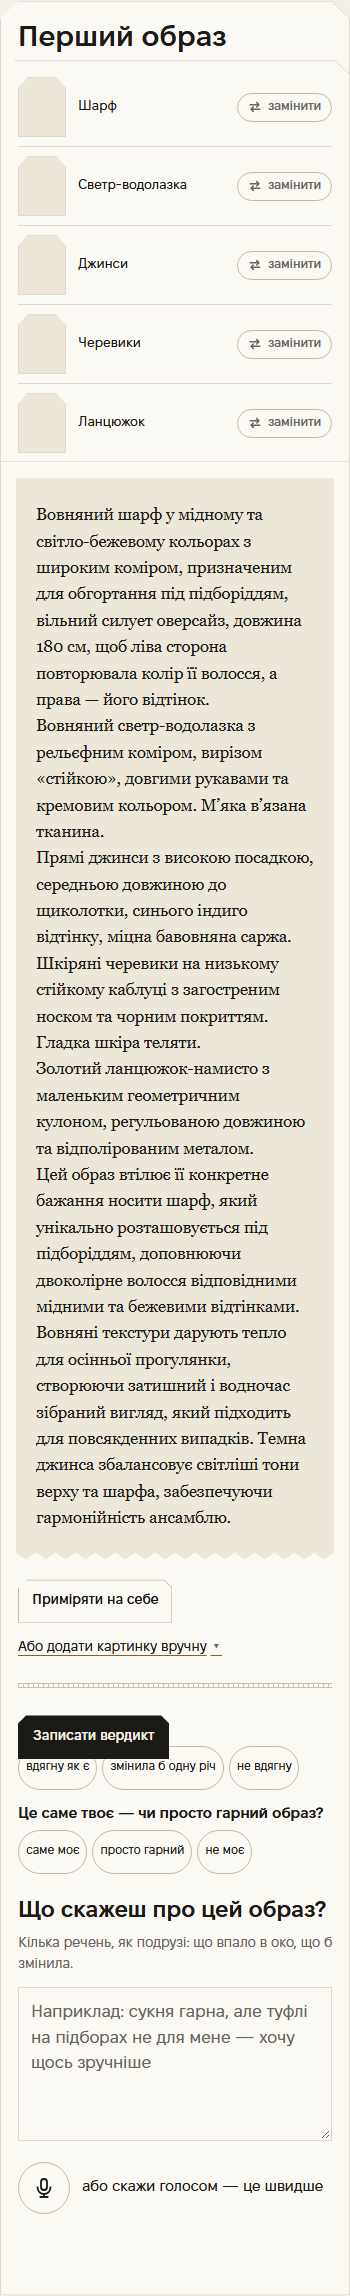 Перший образ
Шарф
замінити
Светр-водолазка
замінити
Джинси
замінити
Черевики
замінити
Ланцюжок
замінити
Вовняний шарф у мідному та
світло-бежевому кольорах з
широким коміром, призначеним
для обгортання під підборіддям,
вільний силует оверсайз, довжина
180 см, щоб ліва сторона
повторювала колір її волосся, а
права — його відтінок.
Вовняний светр-водолазка з
рельєфним коміром, вирізом
«стійкою», довгими рукавами та
кремовим кольором. М’яка в’язана
тканина.
Прямі джинси з високою посадкою,
середньою довжиною до
щиколотки, синього індиго
відтінку, міцна бавовняна саржа.
Шкіряні черевики на низькому
стійкому каблуці з загостреним
носком та чорним покриттям.
Гладка шкіра теляти.
Золотий ланцюжок-намисто з
маленьким геометричним
кулоном, регульованою довжиною
та відполірованим металом.
Цей образ втілює її конкретне
бажання носити шарф, який
унікально розташовується під
підборіддям, доповнюючи
двоколірне волосся відповідними
мідними та бежевими відтінками.
Вовняні текстури дарують тепло
для осінньої прогулянки,
створюючи затишний і водночас
зібраний вигляд, який підходить
для повсякденних випадків. Темна
джинса збалансовує світліші тони
верху та шарфа, забезпечуючи
гармонійність ансамблю.
Приміряти на себе
Або додати картинку вручну
Записати вердикт
вдягну як є
змінила б одну річ
не вдягну
Це саме твоє — чи просто гарний образ?
саме моє
просто гарний
не моє
Що скажеш про цей образ?
Кілька речень, як подрузі: що впало в око, що б
змінила.
Наприклад: сукня гарна, але туфлі
на підборах не для мене — хочу
щось зручніше
або скажи голосом — це швидше